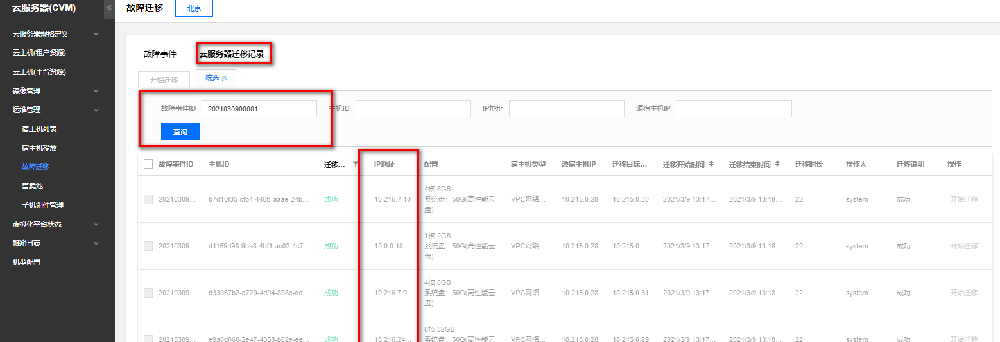 云服务器(CVM)
«
故障迁移
北京
云服务器规格定义
云主机(租户资源)
云主机(平台资源)
镜像管理
运维管理
宿主机列表
宿主机投放
故障迁移
售卖池
子机组件管理
虚拟化平台状态
链路日志
机型配置
故障事件
云服务器迁移记录
开始迁移
筛选
故障事件ID
2021030900001
主机ID
IP地址
源宿主机IP
查询
故障事件ID 主机ID 迁移... IP地址 配置 宿主机类型 源宿主机IP 迁移目标... 迁移开始时间 迁移结束时间 迁移时长 操作人 迁移说明 操作
20210309... b7d10f35-cfb4-448b-aaae-24b... 成功 10.216.7.10 4核 8GB
系统盘：50G(高性能云
盘)
VPC网络... 10.215.0.28 10.215.0.33 2021/3/9 13:17... 2021/3/9 13:18... 22 system 成功 开始迁移
20210309... d1169d98-9ba8-4bf1-ac02-4c7... 成功 10.0.0.18 1核 2GB
系统盘：50G(高性能云
盘)
VPC网络... 10.215.0.28 10.215.0.... 2021/3/9 13:17... 2021/3/9 13:18... 22 system 成功 开始迁移
20210309... d33067b2-a729-4d94-898e-dd... 成功 10.216.7.9 4核 8GB
系统盘：50G(高性能云
盘)
VPC网络... 10.215.0.28 10.215.0.31 2021/3/9 13:17... 2021/3/9 13:18... 22 system 成功 开始迁移
20210309... e9a0d060-2e47-4358-b02e-ee... 成功 10.216.24... 8核 32GB
系统盘：50G(高性能云
VPC网络... 10.215.0.28 10.215.0.29 2021/3/9 13:17... 2021/3/9 13:18... 22 system 成功 开始迁移